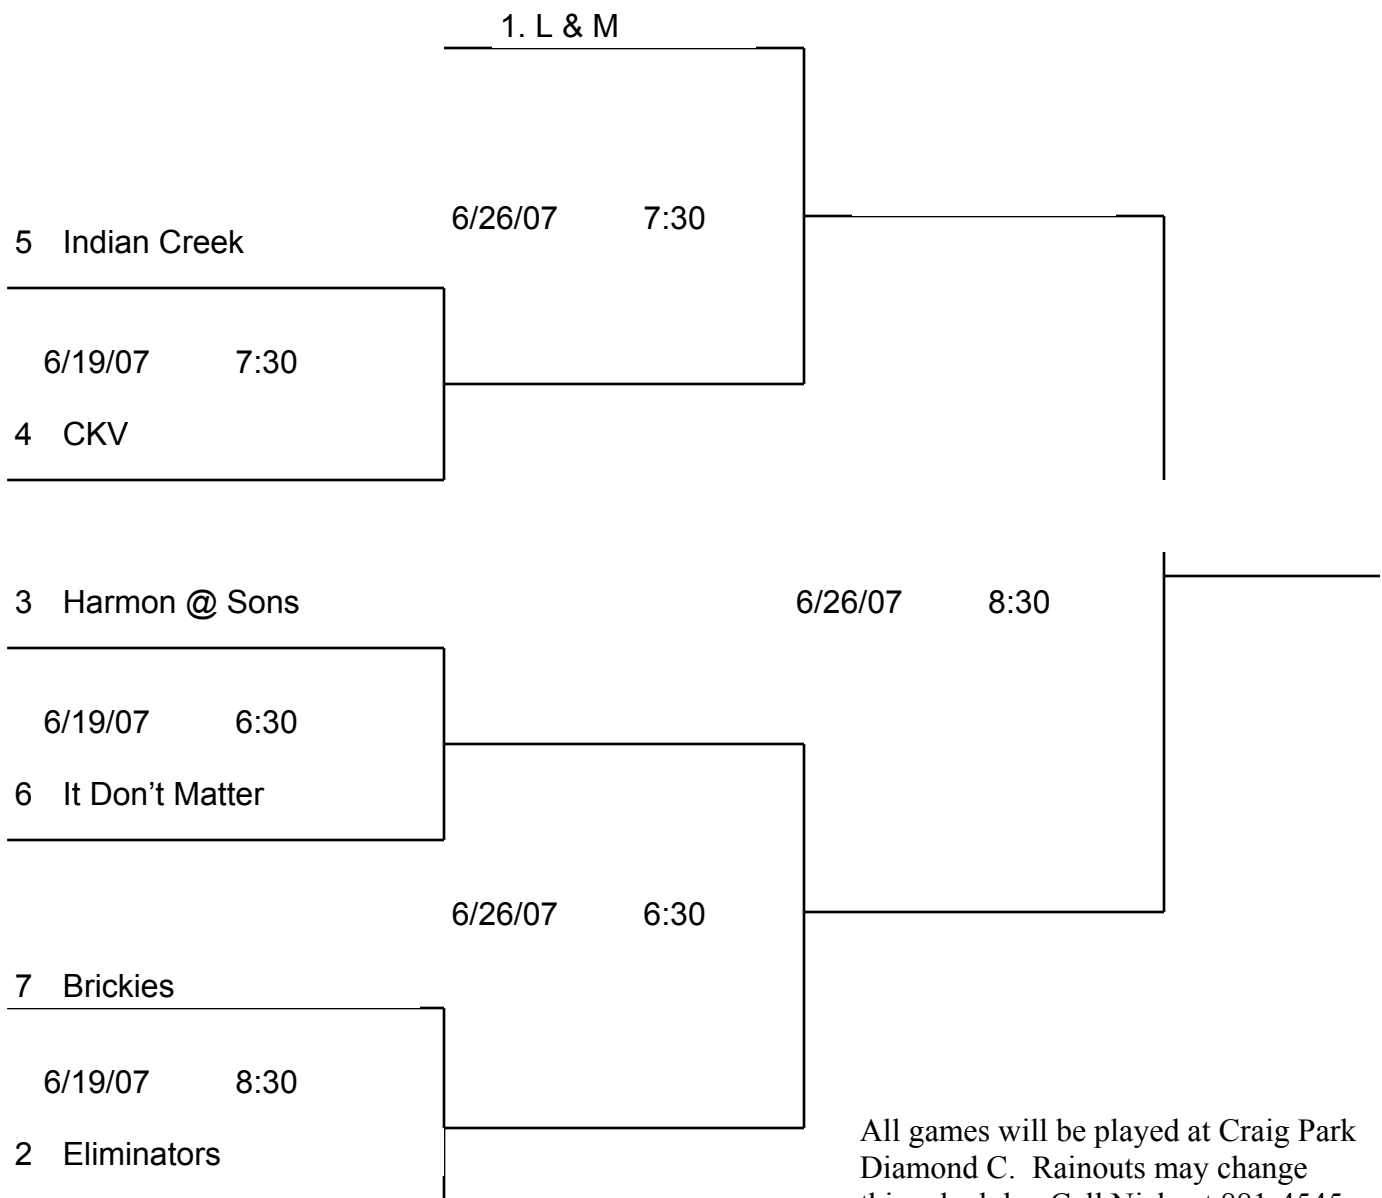 1. L & M
6/26/07 7:30
5 Indian Creek
6/19/07 7:30
4 CKV
3 Harmon @ Sons
6/26/07 8:30
6/19/07 6:30
6 It Don’t Matter
6/26/07 6:30
7 Brickies
6/19/07 8:30
2 Eliminators
All games will be played at Craig Park
Diamond C. Rainouts may change